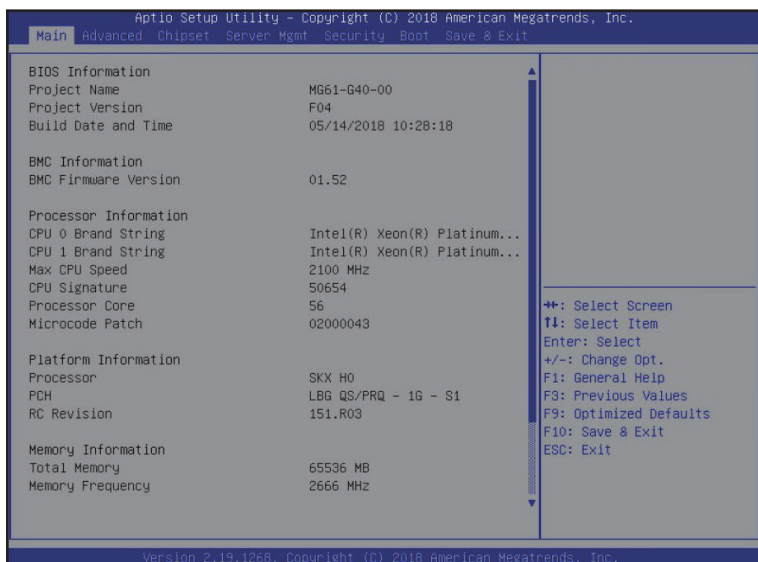 Aptio Setup Utility – Copyright (C) 2018 American Megatrends, Inc.
Main Advanced Chipset Server Mgmt Security Boot Save & Exit
BIOS Information
Project Name MG61-G40-00
Project Version F04
Build Date and Time 05/14/2018 10:28:18
BMC Information
BMC Firmware Version 01.52
Processor Information
CPU 0 Brand String Intel(R) Xeon(R) Platinum...
CPU 1 Brand String Intel(R) Xeon(R) Platinum...
Max CPU Speed 2100 MHz
CPU Signature 50654
Processor Core 56
Microcode Patch 02000043
Platform Information
Processor SKX H0
PCH LBG QS/PRQ - 1G - S1
RC Revision 151.R03
Memory Information
Total Memory 65536 MB
Memory Frequency 2666 MHz
→←: Select Screen
↑↓: Select Item
Enter: Select
+/-: Change Opt.
F1: General Help
F3: Previous Values
F9: Optimized Defaults
F10: Save & Exit
ESC: Exit
Version 2.19.1268. Copyright (C) 2018 American Megatrends, Inc.